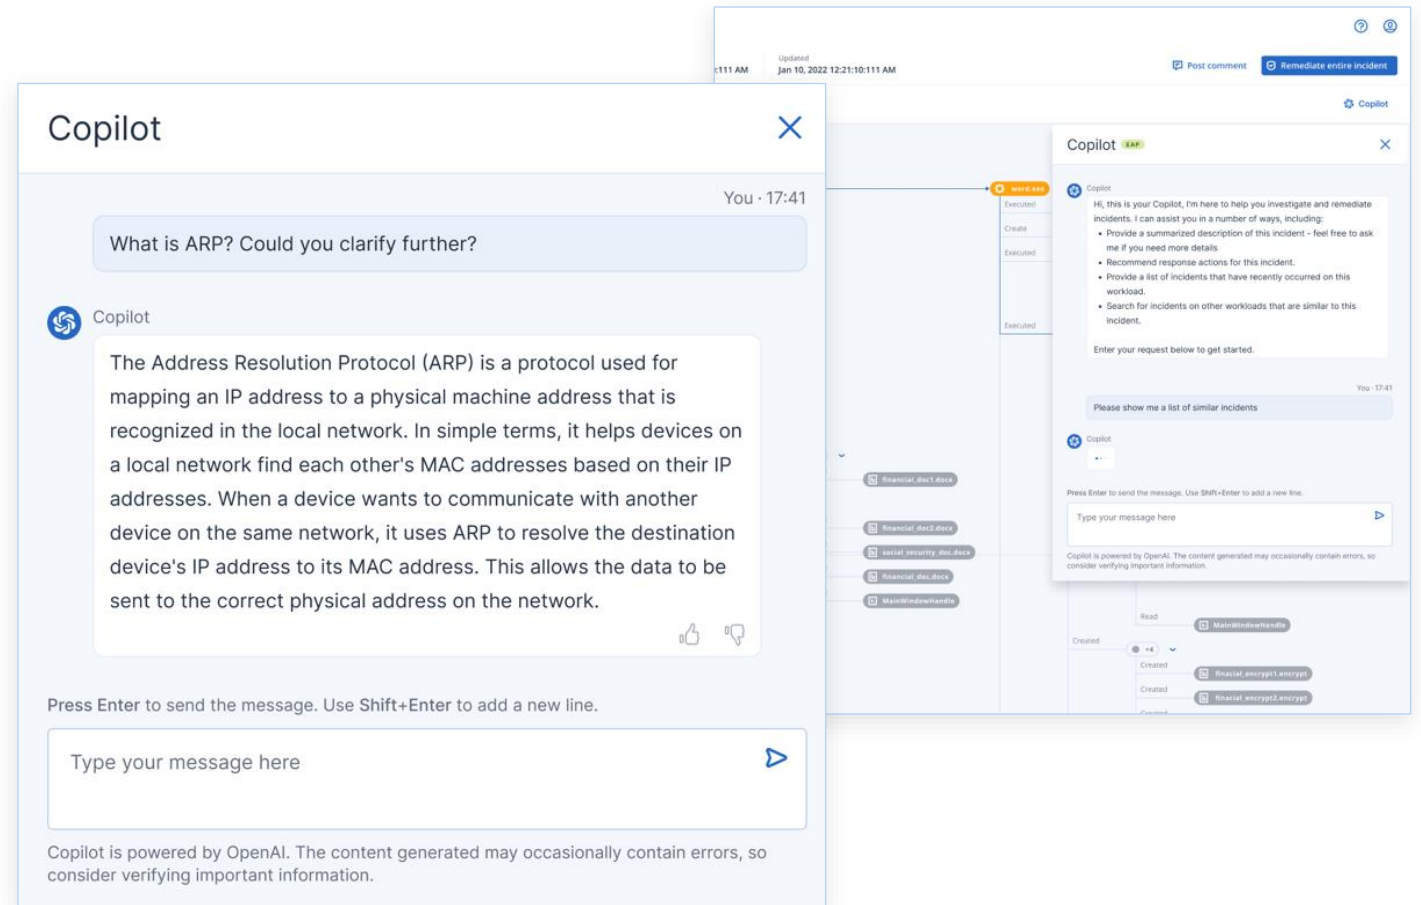 Updated
:111 AM
Jan 10, 2022 12:21:10:111 AM
Post comment
Remediate entire incident
Copilot
Copilot
You · 17:41
What is ARP? Could you clarify further?
Copilot
The Address Resolution Protocol (ARP) is a protocol used for
mapping an IP address to a physical machine address that is
recognized in the local network. In simple terms, it helps devices on
a local network find each other's MAC addresses based on their IP
addresses. When a device wants to communicate with another
device on the same network, it uses ARP to resolve the destination
device's IP address to its MAC address. This allows the data to be
sent to the correct physical address on the network.
Press Enter to send the message. Use Shift+Enter to add a new line.
Type your message here
Copilot is powered by OpenAI. The content generated may occasionally contain errors, so
consider verifying important information.
word.exe
Executed
Create
Executed
Executed
financial_doc1.docx
financial_doc2.docx
social_security_doc.docx
financial_doc.docx
MainWindowHandle
Copilot EAP
Copilot
Hi, this is your Copilot, I'm here to help you investigate and remediate
incidents. I can assist you in a number of ways, including:
• Provide a summarized description of this incident - feel free to ask
me if you need more details
• Recommend response actions for this incident.
• Provide a list of incidents that have recently occurred on this
workload.
• Search for incidents on other workloads that are similar to this
incident.
Enter your request below to get started.
You · 17:41
Please show me a list of similar incidents
Copilot
Press Enter to send the message. Use Shift+Enter to add a new line.
Type your message here
Copilot is powered by OpenAI. The content generated may occasionally contain errors, so
consider verifying important information.
Read
MainWindowHandle
Created
+4
Created
finacial_encrypt1.encrypt
Created
finacial_encrypt2.encrypt
Created